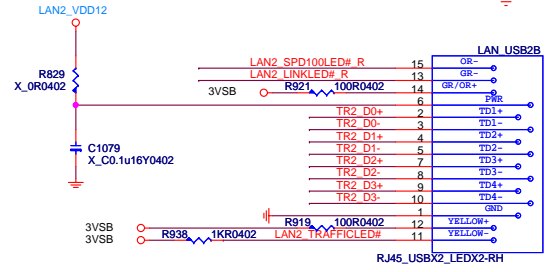 LAN2_VDD12
R829
X_0R0402
C1079
X_C0.1u16Y0402
LAN_USB2B
LAN2_SPD100LED#_R 15 OR-
LAN2_LINKLED#_R 13 GR-
3VSB R921 100R0402 14 GR/OR+
6 PWR
TR2_D0+ 2 TD1+
TR2_D0- 3 TD1-
TR2_D1+ 4 TD2+
TR2_D1- 5 TD2-
TR2_D2+ 7 TD3+
TR2_D2- 8 TD3-
TR2_D3+ 9 TD4+
TR2_D3- 10 TD4-
1 GND
3VSB R919 100R0402 12 YELLOW+
3VSB R938 1KR0402 LAN2_TRAFFICLED# 11 YELLOW-
RJ45_USBX2_LEDX2-RH